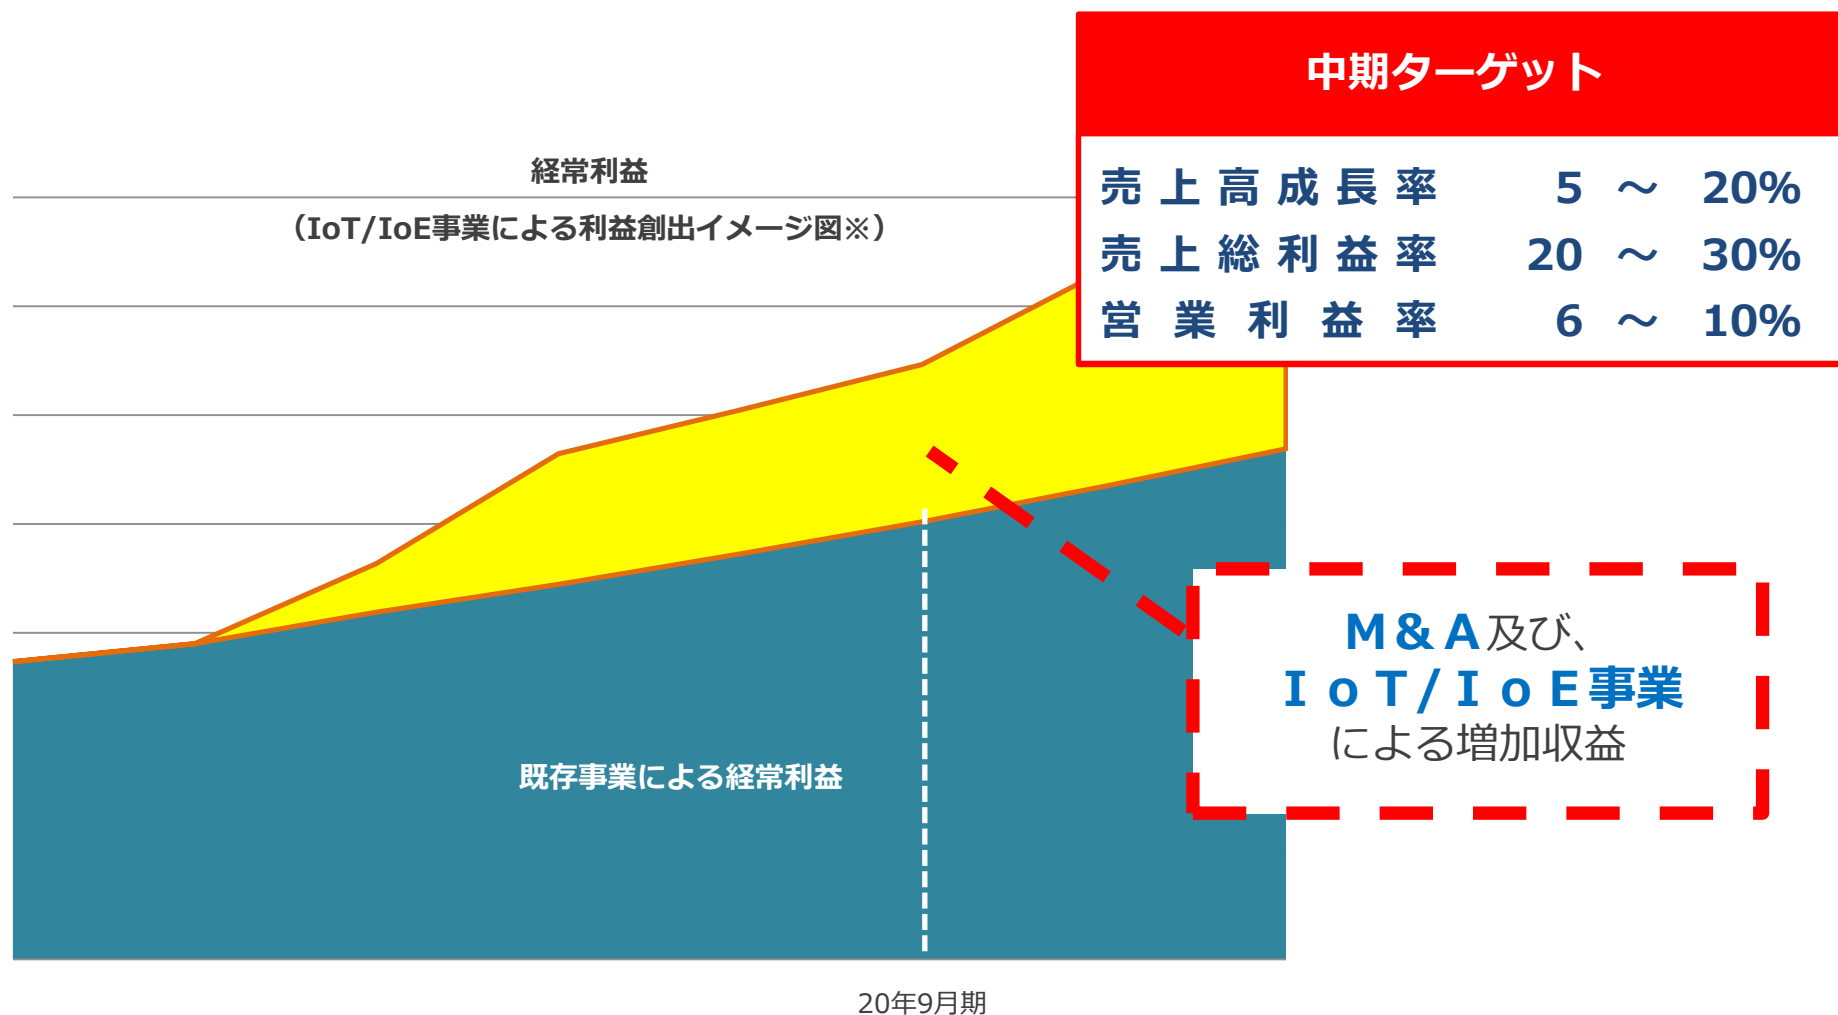 中期ターゲット
売上高成長率 5 ～ 20%
売上総利益率 20 ～ 30%
営業利益率 6 ～ 10%
経常利益
（IoT/IoE事業による利益創出イメージ図※）
M＆A及び、
ＩｏT/ＩｏE事業
による増加収益
既存事業による経常利益
20年9月期